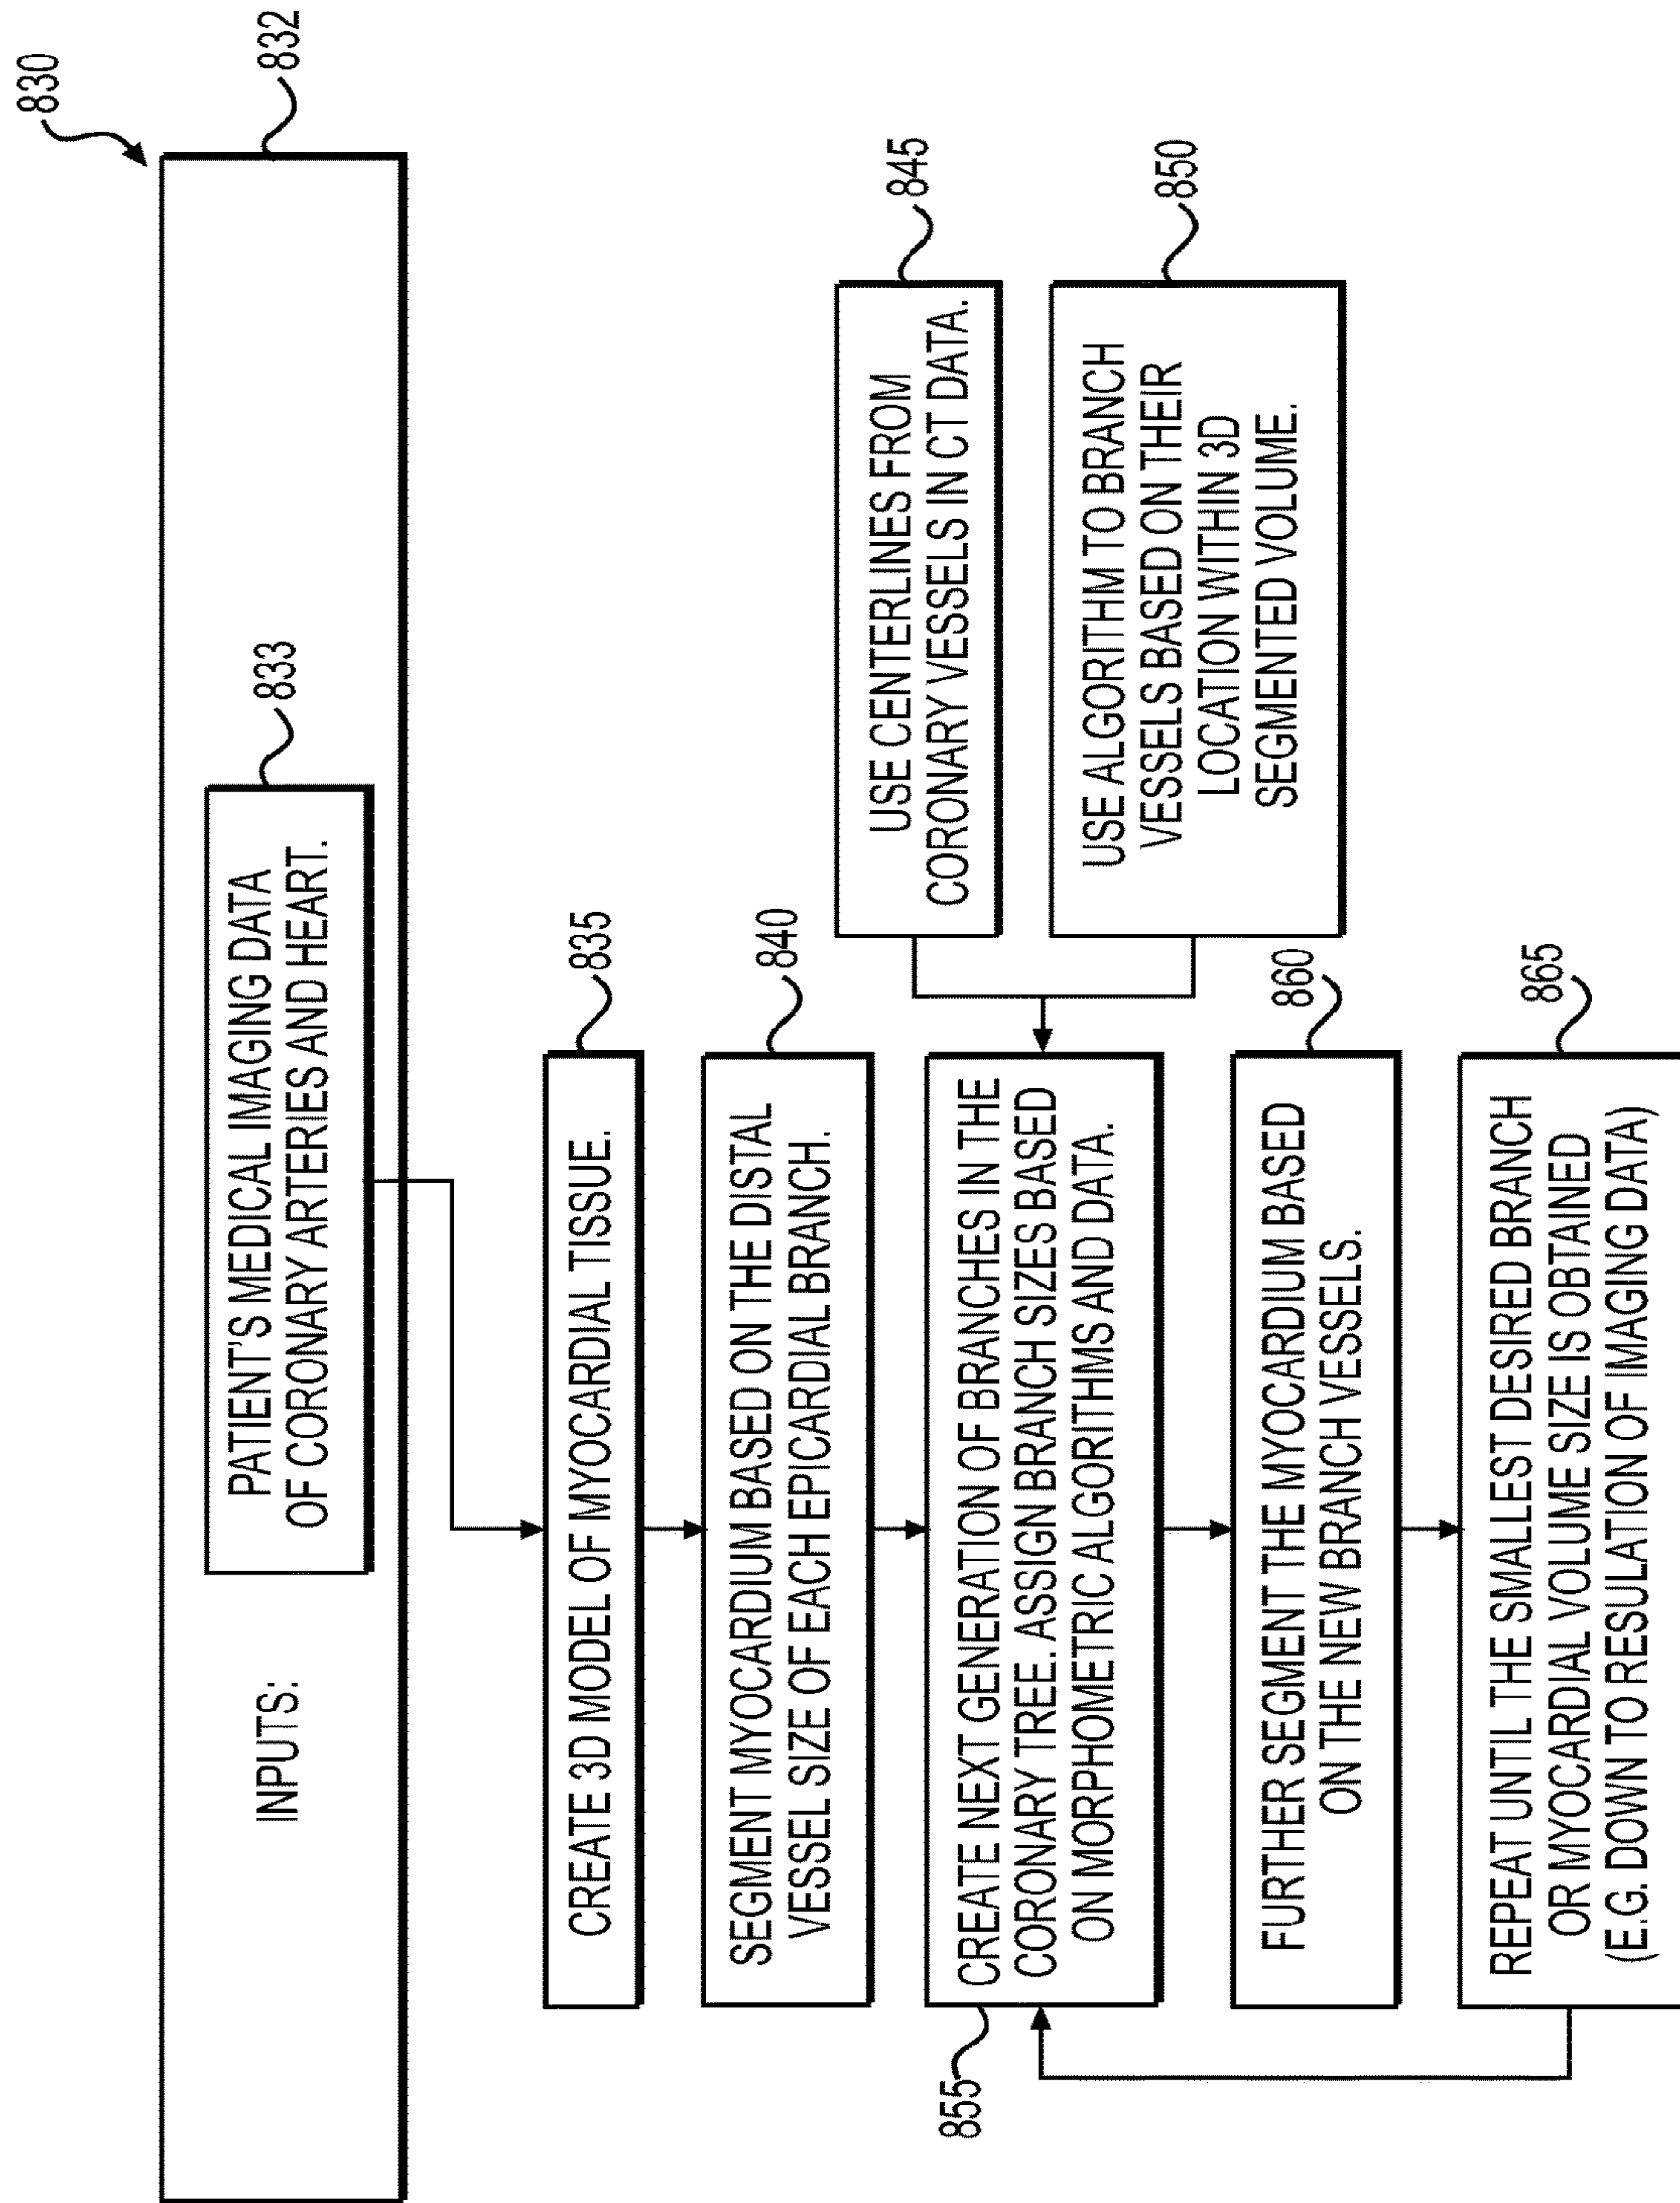 830
832
833
INPUTS:
PATIENT'S MEDICAL IMAGING DATA
OF CORONARY ARTERIES AND HEART.
835
CREATE 3D MODEL OF MYOCARDIAL TISSUE.
840
SEGMENT MYOCARDIUM BASED ON THE DISTAL
VESSEL SIZE OF EACH EPICARDIAL BRANCH.
845
USE CENTERLINES FROM
CORONARY VESSELS IN CT DATA.
850
USE ALGORITHM TO BRANCH
VESSELS BASED ON THEIR
LOCATION WITHIN 3D
SEGMENTED VOLUME.
855
CREATE NEXT GENERATION OF BRANCHES IN THE
CORONARY TREE. ASSIGN BRANCH SIZES BASED
ON MORPHOMETRIC ALGORITHMS AND DATA.
860
FURTHER SEGMENT THE MYOCARDIUM BASED
ON THE NEW BRANCH VESSELS.
865
REPEAT UNTIL THE SMALLEST DESIRED BRANCH
OR MYOCARDIAL VOLUME SIZE IS OBTAINED
(E.G. DOWN TO RESULATION OF IMAGING DATA)